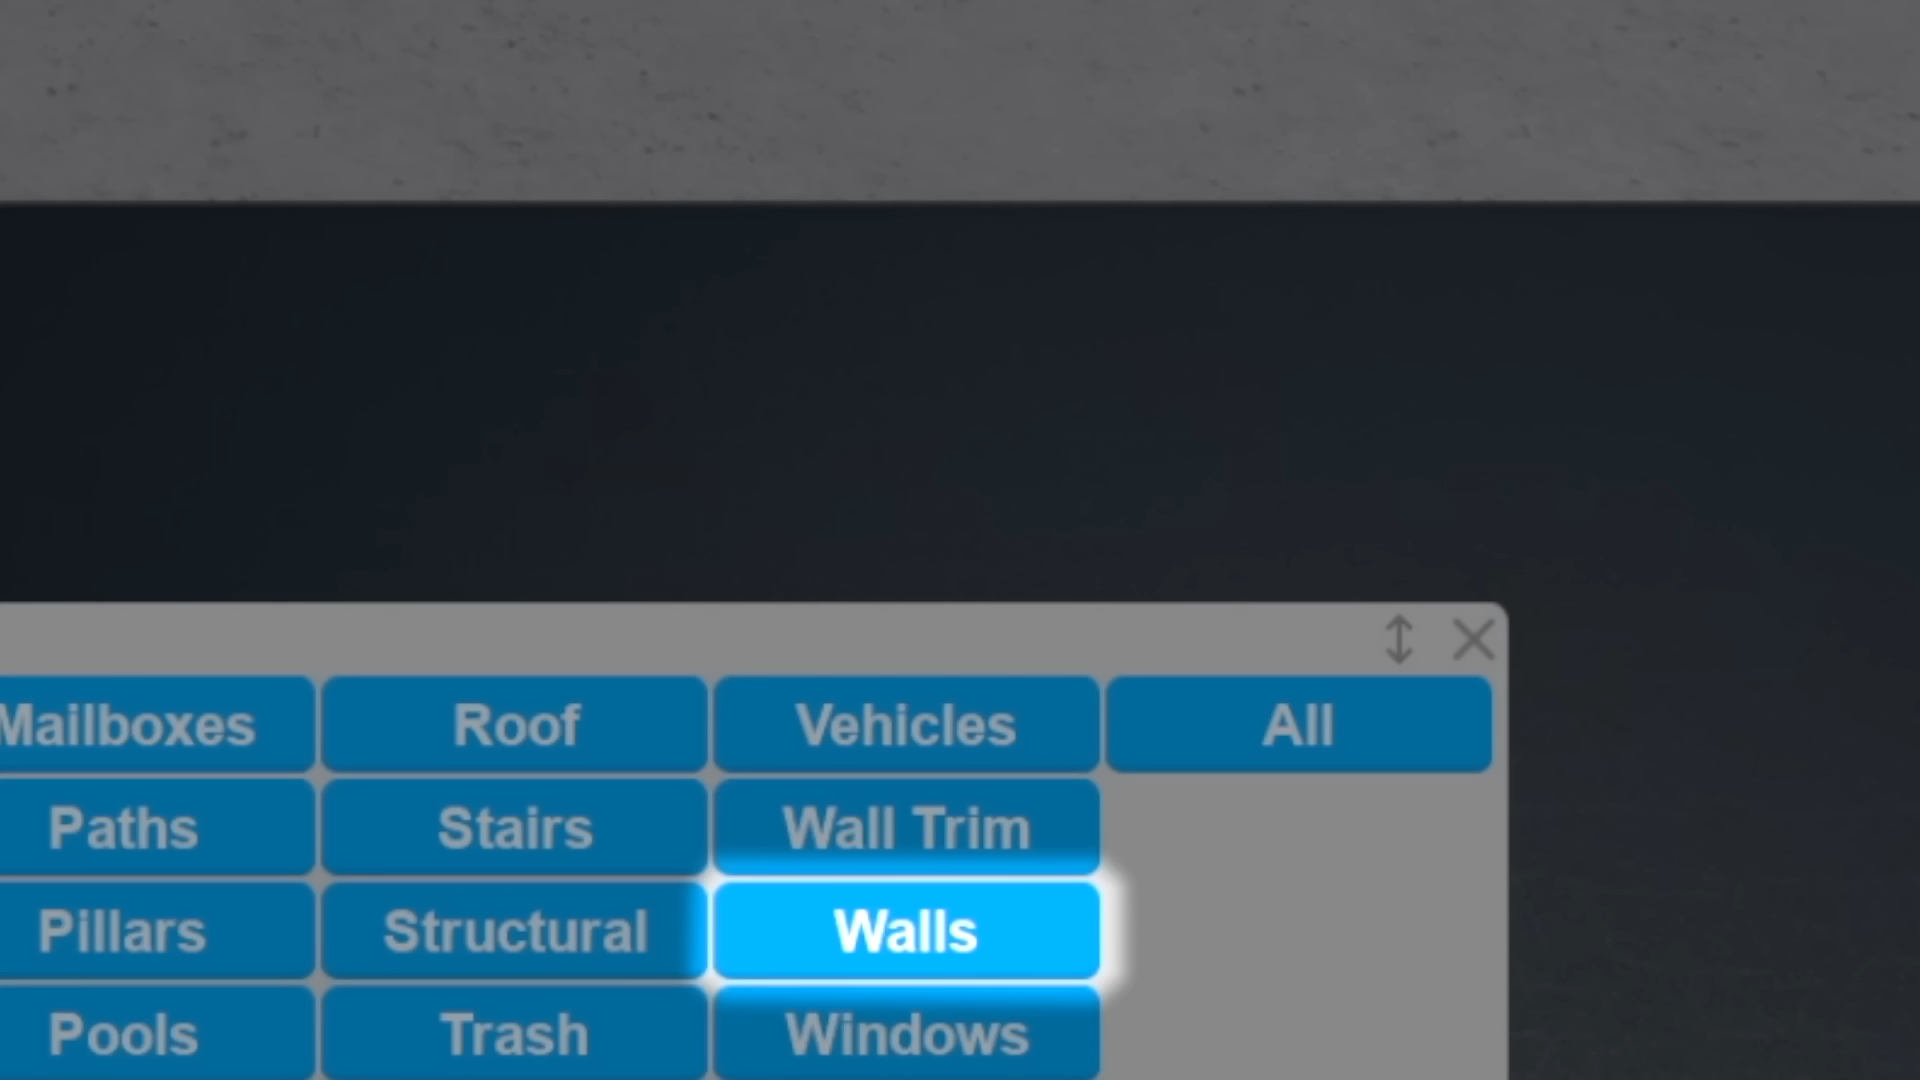 Mailboxes Roof Vehicles All
Paths Stairs Wall Trim
Pillars Structural Walls
Pools Trash Windows